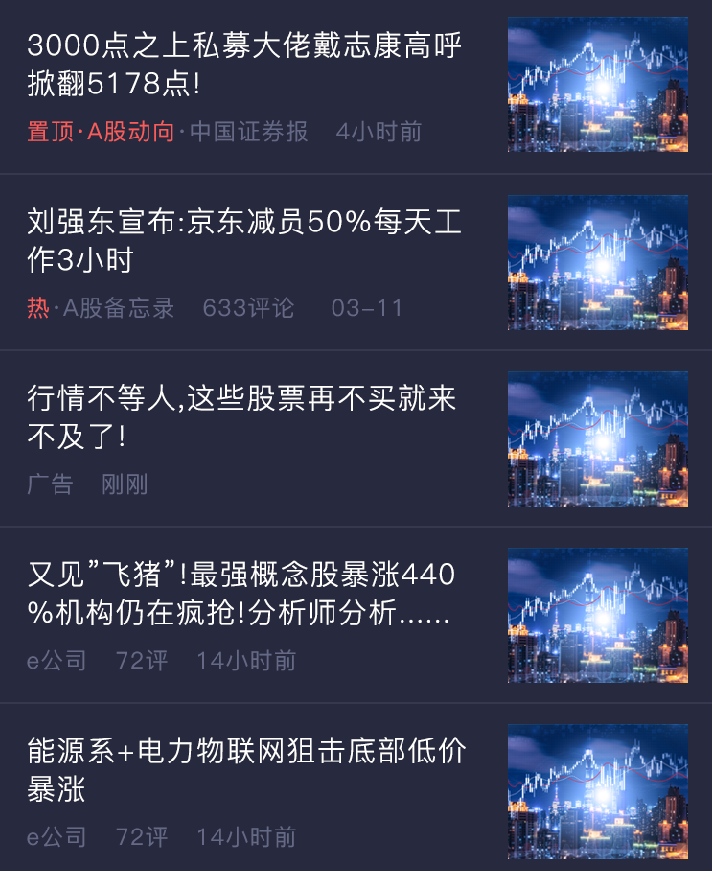 3000点之上私募大佬戴志康高呼
掀翻5178点!
置顶·A股动向·中国证券报 4小时前
刘强东宣布:京东减员50%每天工
作3小时
热·A股备忘录 633评论 03-11
行情不等人,这些股票再不买就来
不及了!
广告 刚刚
又见”飞猪”!最强概念股暴涨440
%机构仍在疯抢!分析师分析……
e公司 72评 14小时前
能源系+电力物联网狙击底部低价
暴涨
e公司 72评 14小时前